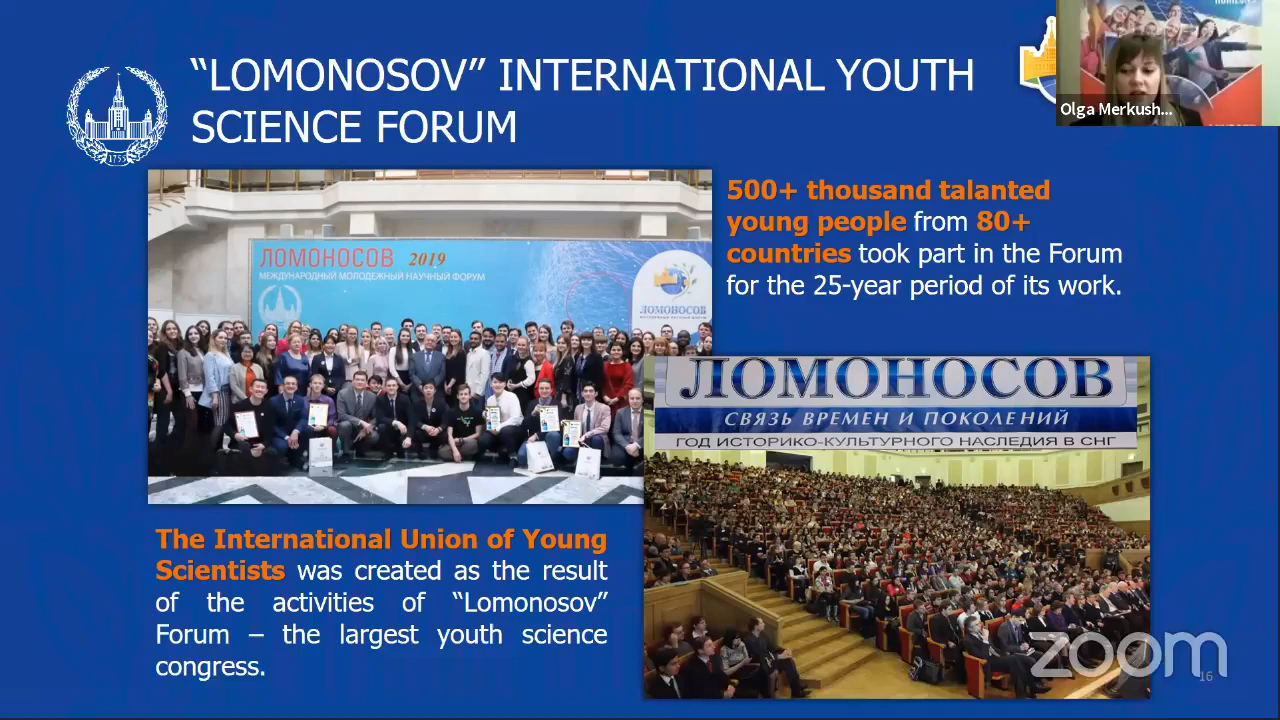 “LOMONOSOV” INTERNATIONAL YOUTH
SCIENCE FORUM
1755
Olga Merkush...
500+ thousand talanted
young people from 80+
countries took part in the Forum
for the 25-year period of its work.
ЛОМОНОСОВ 2019
МЕЖДУНАРОДНЫЙ МОЛОДЕЖНЫЙ НАУЧНЫЙ ФОРУМ
ЛОМОНОСОВ
ЛОМОНОСОВ
СВЯЗЬ ВРЕМЕН И ПОКОЛЕНИЙ
ГОД ИСТОРИКО-КУЛЬТУРНОГО НАСЛЕДИЯ В СНГ
The International Union of Young
Scientists was created as the result
of the activities of “Lomonosov”
Forum – the largest youth science
congress.
zoom
16